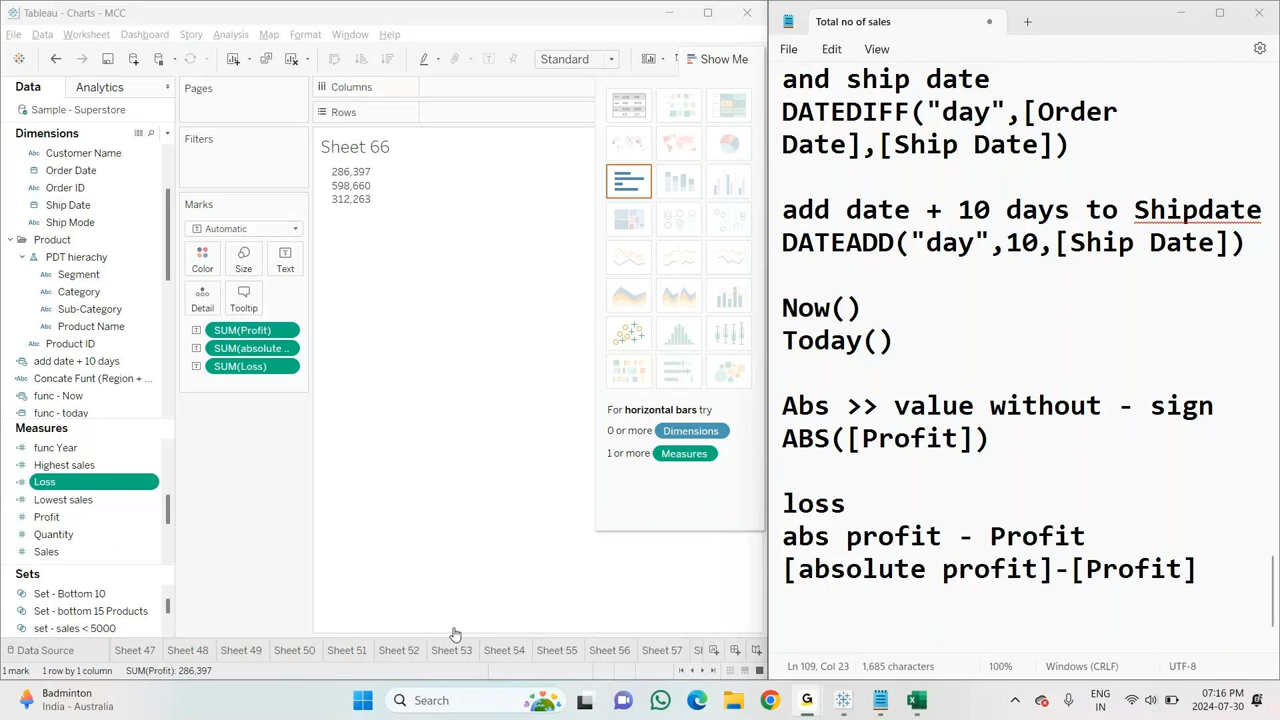 Tableau - Charts - MCC
File Data Worksheet Dashboard Story Analysis Map Format Window Help
Standard
Show Me
Data Analytics
Sample - Superstore
Dimensions
Abc Customer Name
Order Date
Abc Order ID
Ship Date
Abc Ship Mode
Product
PDT hierachy
Abc Segment
Abc Category
Abc Sub-Category
Abc Product Name
Abc Product ID
add date + 10 days
Concate Funt (Region + ...
func - Now
func - today
Measures
func Year
Highest sales
Loss
Lowest sales
Profit
Quantity
Sales
Sets
Set - Bottom 10
Set - bottom 15 Products
set - sales < 5000
Pages
Filters
Marks
Automatic
Color Size Text
Detail Tooltip
SUM(Profit)
SUM(absolute ..
SUM(Loss)
Columns
Rows
Sheet 66
286,397
598,660
312,263
For horizontal bars try
0 or more Dimensions
1 or more Measures
Data Source Sheet 47 Sheet 48 Sheet 49 Sheet 50 Sheet 51 Sheet 52 Sheet 53 Sheet 54 Sheet 55 Sheet 56 Sheet 57
1 mark 1 row by 1 column SUM(Profit): 286,397
Total no of sales
File Edit View
and ship date
DATEDIFF("day",[Order
Date],[Ship Date])
add date + 10 days to Shipdate
DATEADD("day",10,[Ship Date])
Now()
Today()
Abs >> value without - sign
ABS([Profit])
loss
abs profit - Profit
[absolute profit]-[Profit]
Ln 109, Col 23 1,685 characters 100% Windows (CRLF) UTF-8
Badminton
India - Australia
Search
ENG
IN
07:16 PM
2024-07-30